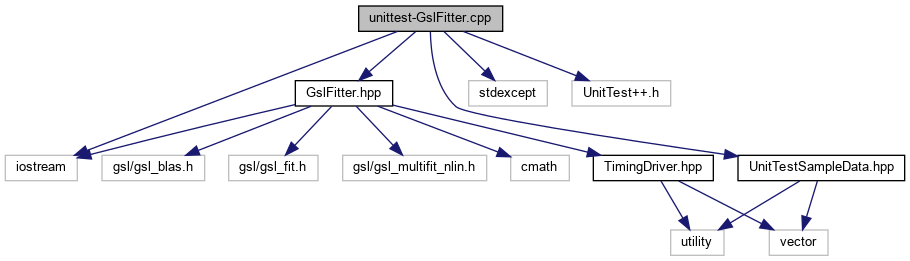 unittest-GslFitter.cpp
GslFitter.hpp
stdexcept
UnitTest++.h
iostream
gsl/gsl_blas.h
gsl/gsl_fit.h
gsl/gsl_multifit_nlin.h
cmath
TimingDriver.hpp
UnitTestSampleData.hpp
utility
vector